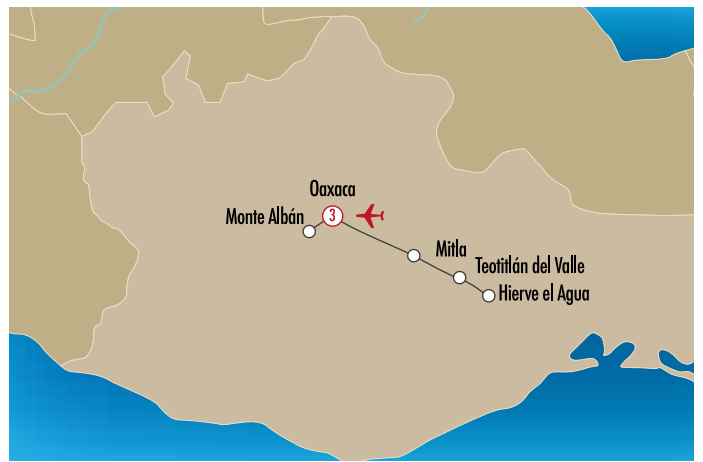 Oaxaca
Monte Albán
3
Mitla
Teotitlán del Valle
Hierve el Agua